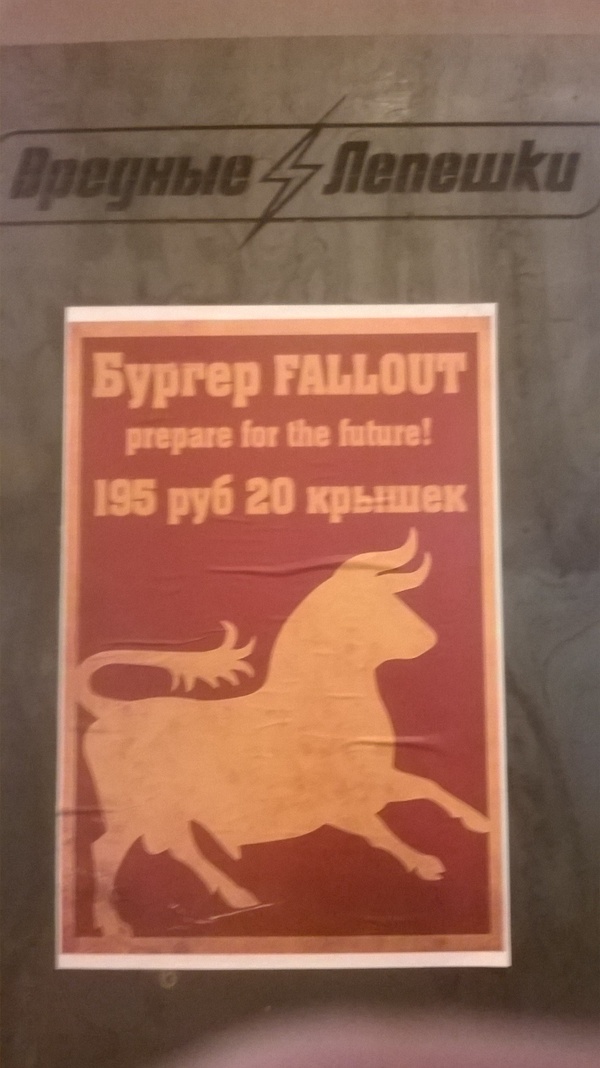 Вредные Лепешки
Бургер FALLOUT
prepare for the future!
195 руб 20 крышек